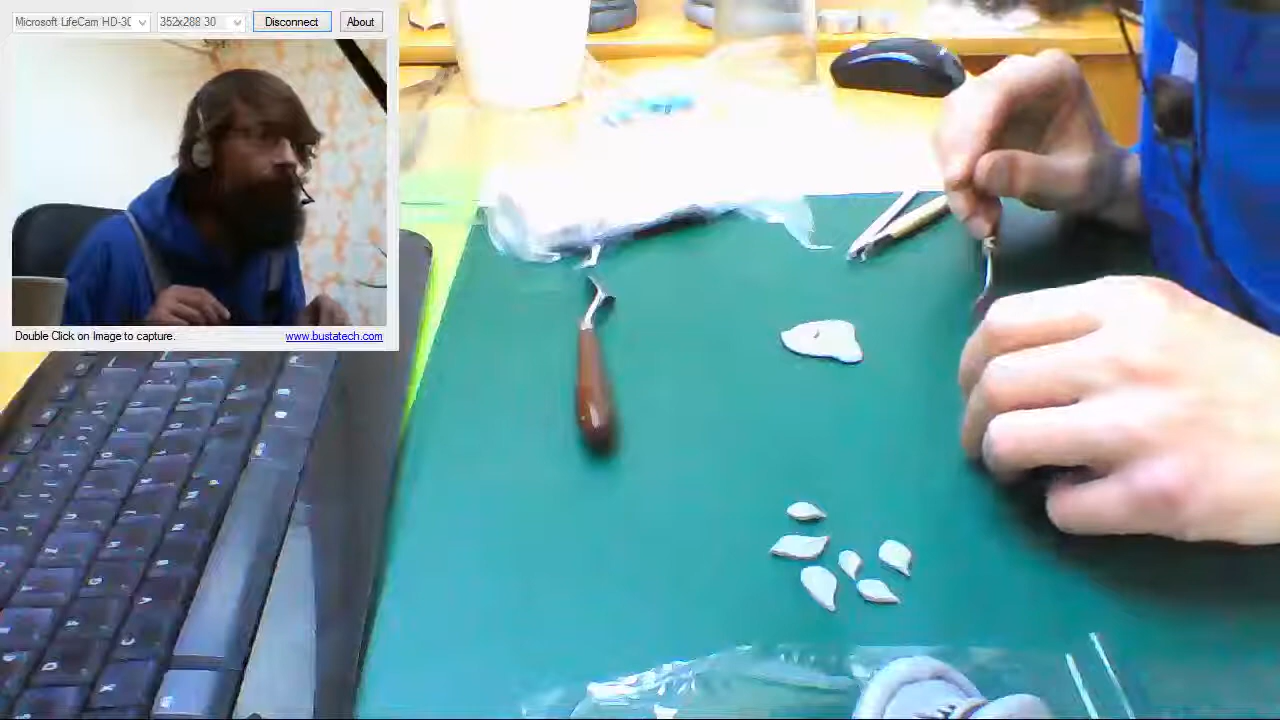 Microsoft LifeCam HD-30
352x288 30
Disconnect
About
Double Click on Image to capture.
www.bustatech.com